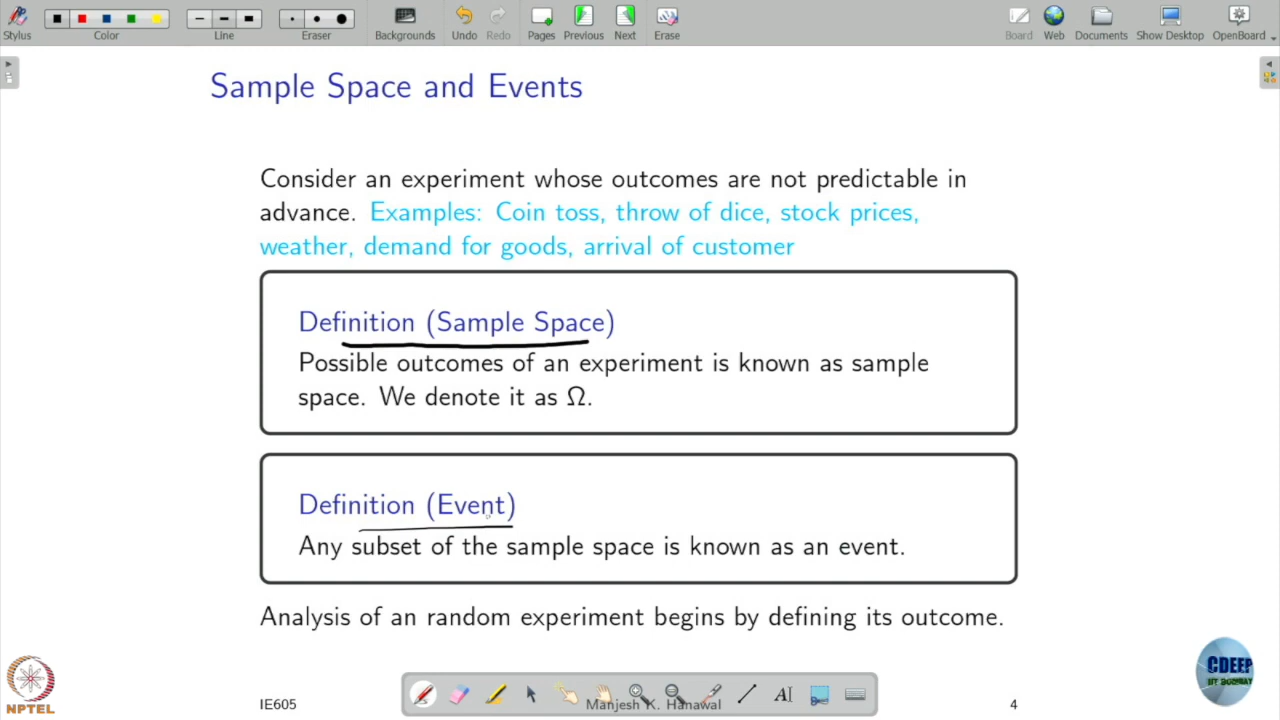 Stylus Color Line Eraser Backgrounds Undo Redo Pages Previous Next Erase Board Web Documents Show Desktop OpenBoard
Sample Space and Events
Consider an experiment whose outcomes are not predictable in
advance. Examples: Coin toss, throw of dice, stock prices,
weather, demand for goods, arrival of customer
Definition (Sample Space)
Possible outcomes of an experiment is known as sample
space. We denote it as Ω.
Definition (Event)
Any subset of the sample space is known as an event.
Analysis of an random experiment begins by defining its outcome.
NPTEL
IE605
Manjesh K. Hanawal
4
CDEEP
IIT BOMBAY